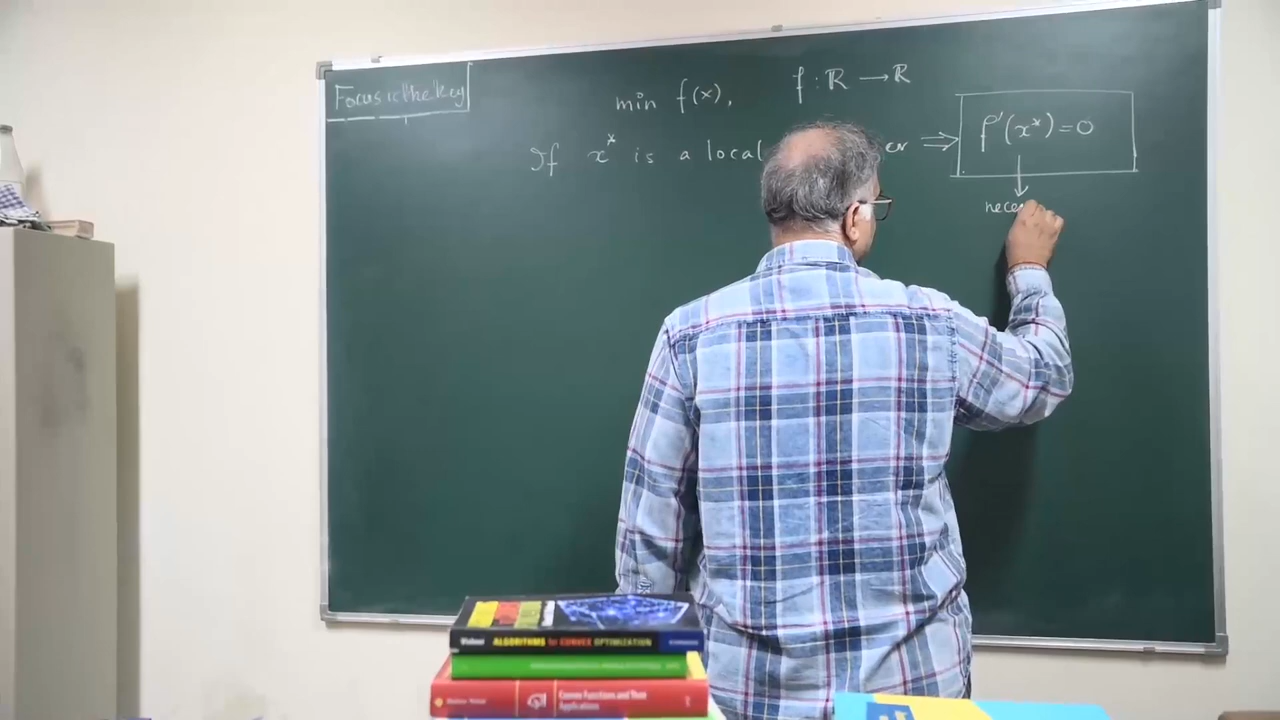 Focus is the key
min f(x), f : ℝ → ℝ
If x* is a local er ⇒ f'(x*) = 0
↓
nece
Vishnoi ALGORITHMS for CONVEX OPTIMIZATION
Convex Functions and Their
Applications